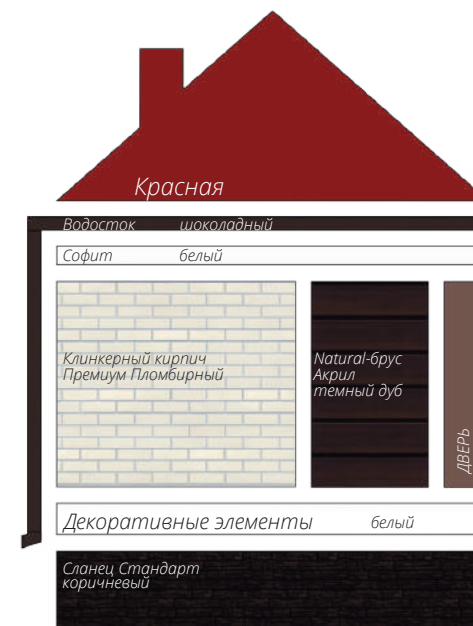 Красная
Водосток шоколадный
Софит белый
Клинкерный кирпич
Премиум Пломбирный
Natural-брус
Акрил
темный дуб
ДВЕРЬ
Декоративные элементы белый
Сланец Стандарт
коричневый